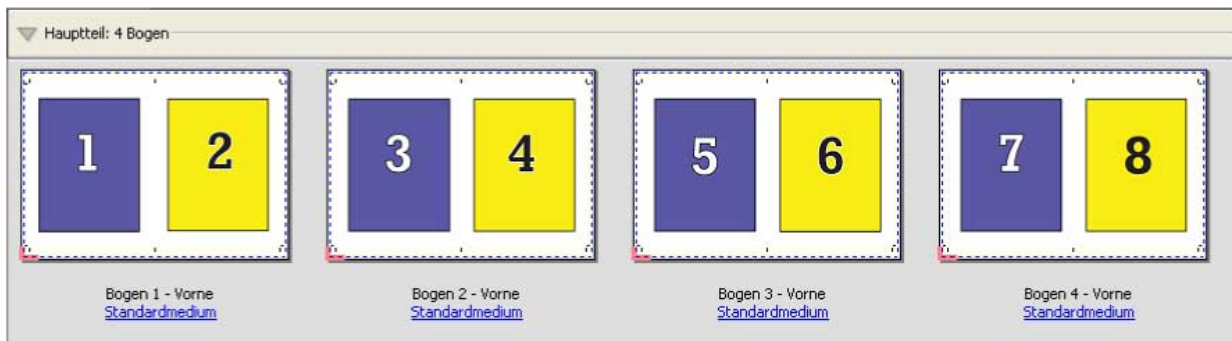 Hauptteil: 4 Bogen
1 2 3 4 5 6 7 8
Bogen 1 - Vorne Bogen 2 - Vorne Bogen 3 - Vorne Bogen 4 - Vorne
Standardmedium Standardmedium Standardmedium Standardmedium